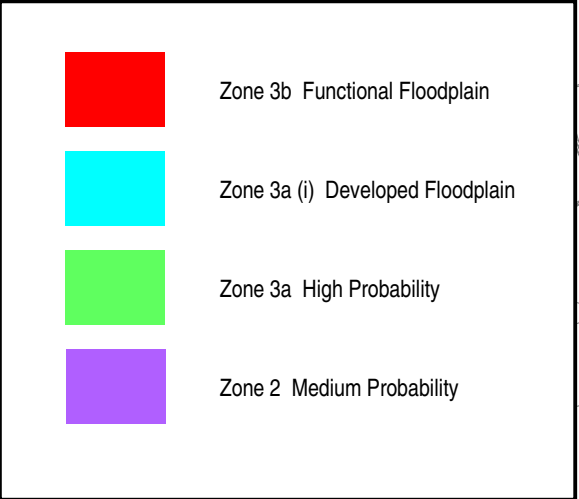 Zone 3b  Functional Floodplain
Zone 3a (i)  Developed Floodplain
Zone 3a  High Probability
Zone 2  Medium Probability